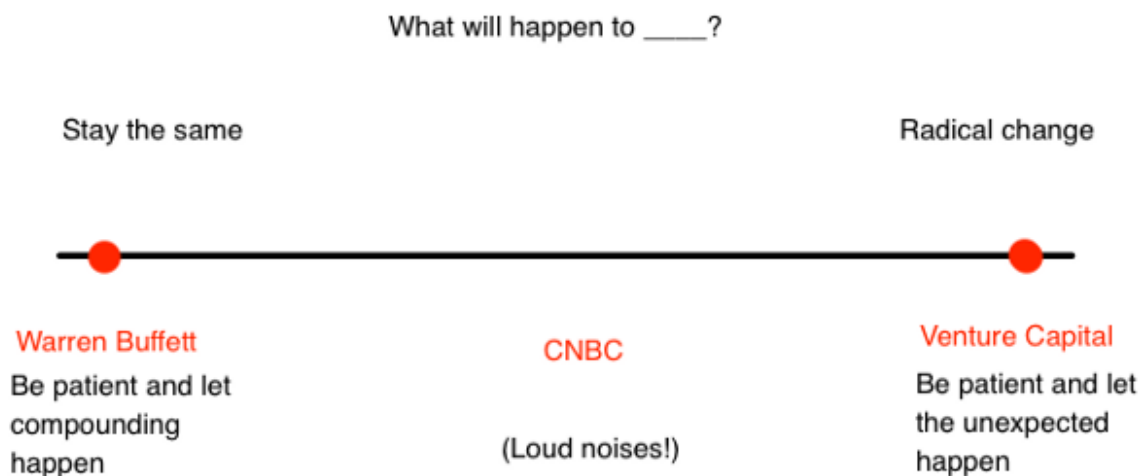 What will happen to ____?
Stay the same
Radical change
Warren Buffett
Be patient and let
compounding
happen
CNBC
(Loud noises!)
Venture Capital
Be patient and let
the unexpected
happen